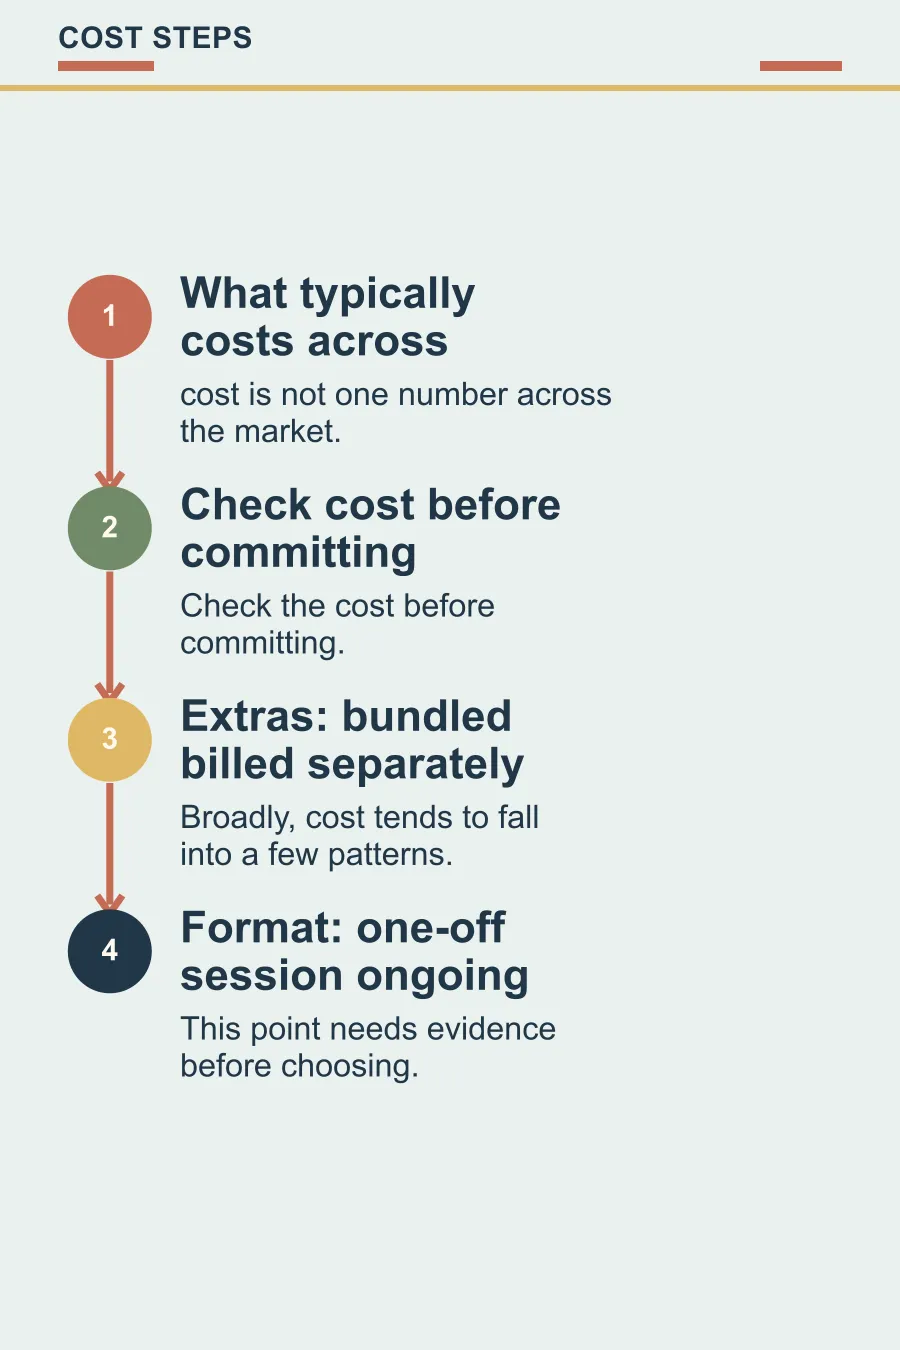 COST STEPS
1
What typically
costs across
cost is not one number across
the market.
2
Check cost before
committing
Check the cost before
committing.
3
Extras: bundled
billed separately
Broadly, cost tends to fall
into a few patterns.
4
Format: one-off
session ongoing
This point needs evidence
before choosing.